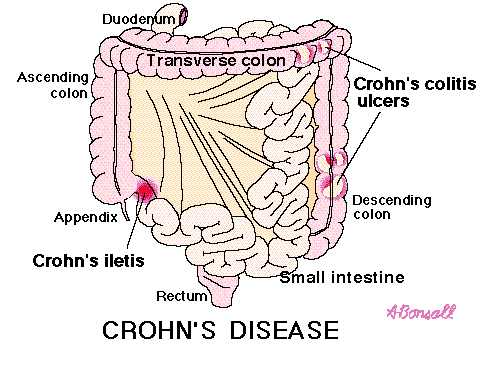 Duodenum
Transverse colon
Ascending
colon
Crohn's colitis
ulcers
Descending
colon
Appendix
Crohn's iletis
Small intestine
Rectum
ABonsall
CROHN'S DISEASE